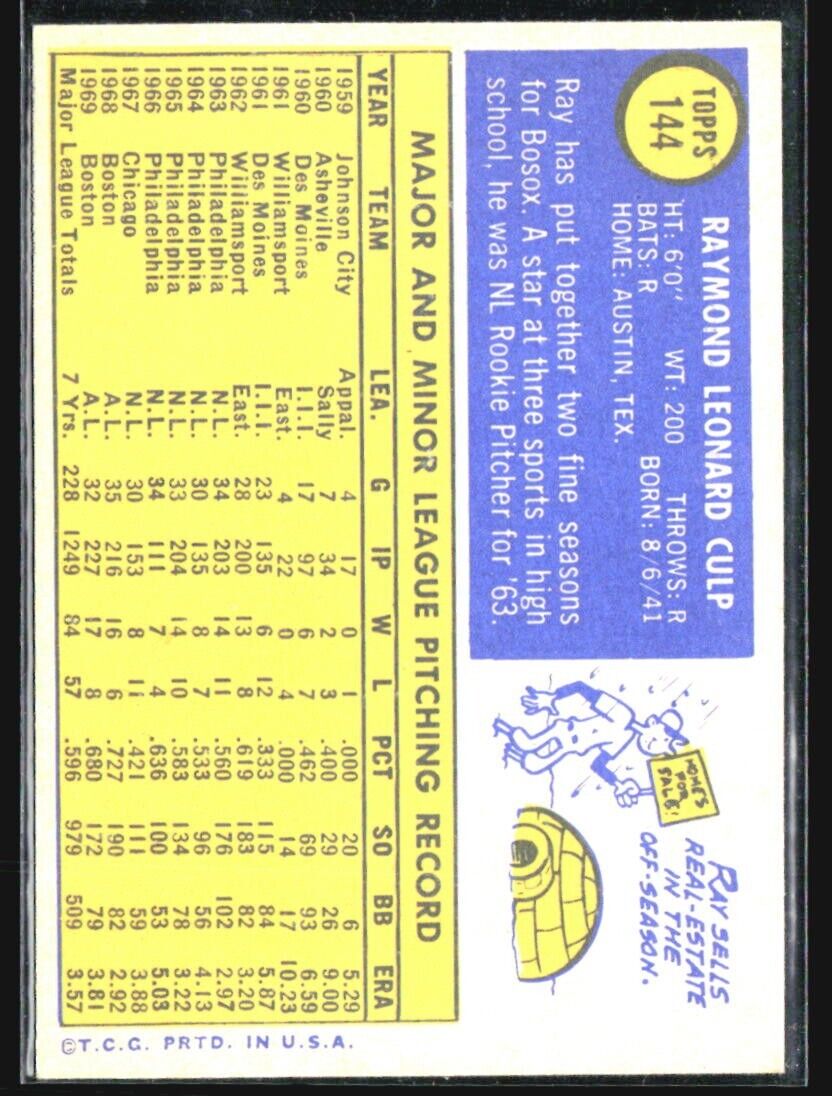 TOPPS
144
RAYMOND LEONARD CULP
HT: 6'0" WT: 200 THROWS: R
BATS: R BORN: 8/6/41
HOME: AUSTIN, TEX.
Ray has put together two fine seasons
for Bosox. A star at three sports in high
school, he was NL Rookie Pitcher for '63.
HOMES
FOR
SALE!
RAY SELLS
REAL-ESTATE
IN THE
OFF-SEASON.
MAJOR AND MINOR LEAGUE PITCHING RECORD
YEAR TEAM LEA. G IP W L PCT SO BB ERA
1959 Johnson City Appal. 4 17 0 1 .000 20 6 5.29
1960 Asheville Sally 7 34 2 3 .400 29 26 9.00
1960 Des Moines I.I.I. 17 97 6 7 .462 69 93 6.59
1961 Williamsport East. 4 22 0 4 .000 14 17 10.23
1961 Des Moines I.I.I. 23 135 6 12 .333 115 84 5.87
1962 Williamsport East. 28 200 13 8 .619 183 82 3.20
1963 Philadelphia N.L. 34 203 14 11 .560 176 102 2.97
1964 Philadelphia N.L. 30 135 8 7 .533 96 56 4.13
1965 Philadelphia N.L. 33 204 14 10 .583 134 78 3.22
1966 Philadelphia N.L. 34 111 7 4 .636 100 53 5.03
1967 Chicago N.L. 30 153 8 11 .421 111 59 3.88
1968 Boston A.L. 35 216 16 6 .727 190 82 2.92
1969 Boston A.L. 32 227 17 8 .680 172 79 3.81
Major League Totals 7 Yrs. 228 1249 84 57 .596 979 509 3.57
©T.C.G. PRTD. IN U.S.A.